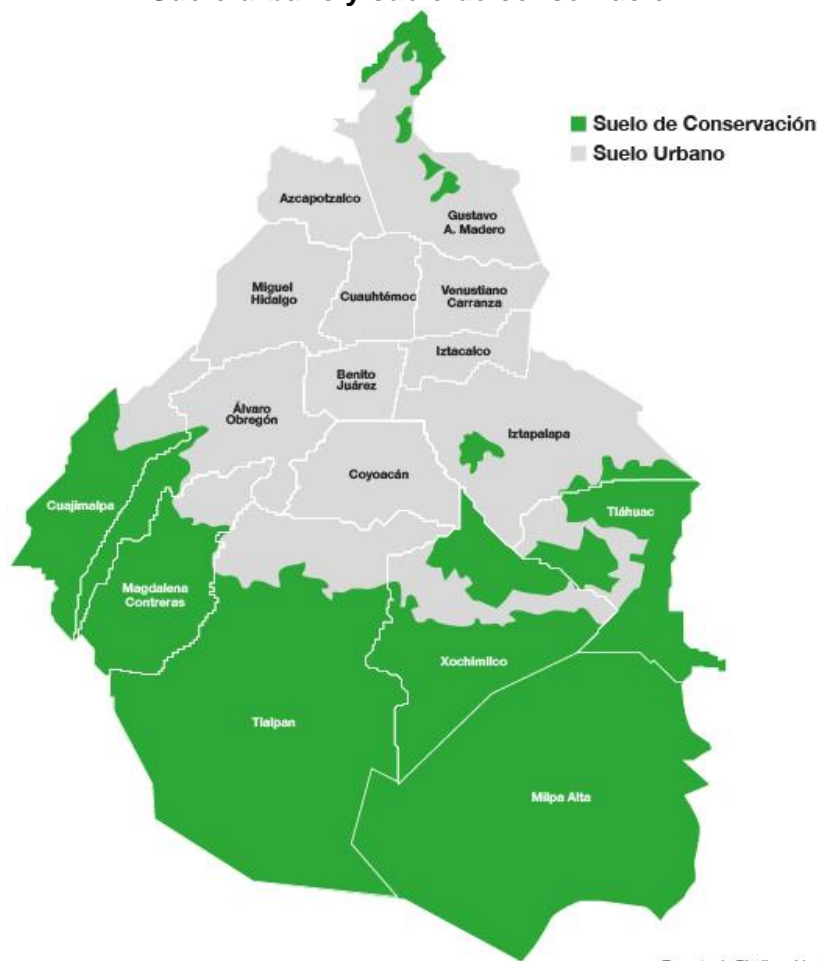 Suelo de Conservación
Suelo Urbano
Azcapotzalco
Gustavo
A. Madero
Miguel
Hidalgo
Cuauhtémoc
Venustiano
Carranza
Iztacalco
Benito
Juárez
Álvaro
Obregón
Iztapalapa
Coyoacán
Cuajimalpa
Tláhuac
Magdalena
Contreras
Xochimilco
Tlalpan
Milpa Alta